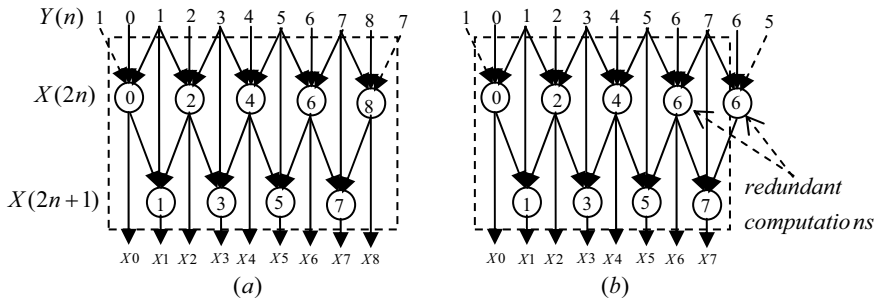 Y(n) 1 0 1 2 3 4 5 6 7 8 7
X(2n) 0 2 4 6 8
X(2n+1) 1 3 5 7
X0 X1 X2 X3 X4 X5 X6 X7 X8
(a)
1 0 1 2 3 4 5 6 7 6 5
0 2 4 6 6
1 3 5 7
redundant
computations
X0 X1 X2 X3 X4 X5 X6 X7
(b)